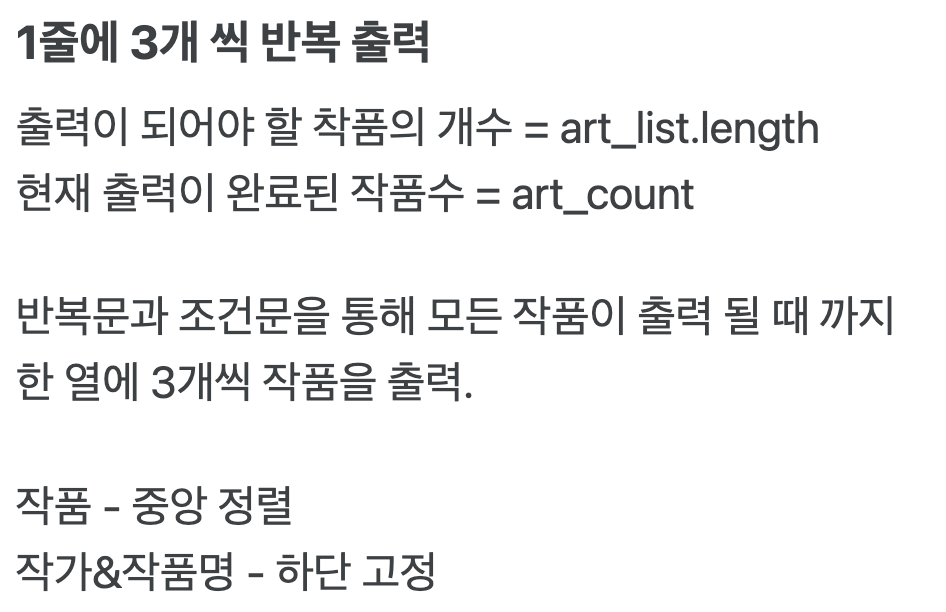 1줄에 3개 씩 반복 출력
출력이 되어야 할 착품의 개수 = art_list.length
현재 출력이 완료된 작품수 = art_count
반복문과 조건문을 통해 모든 작품이 출력 될 때 까지
한 열에 3개씩 작품을 출력.
작품 - 중앙 정렬
작가&작품명 - 하단 고정